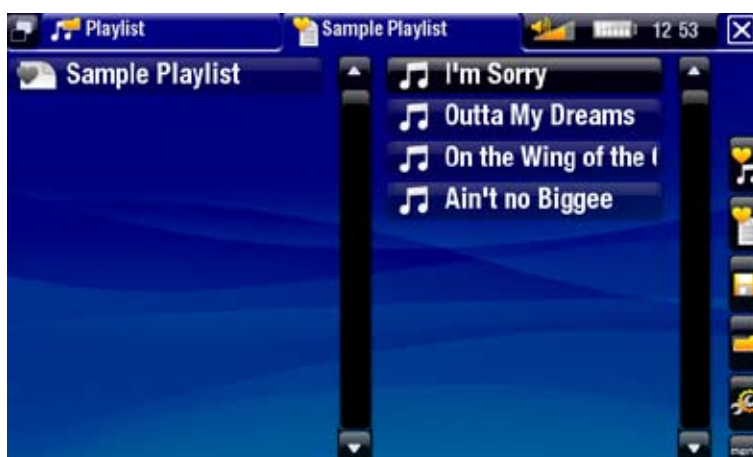 Playlist
Sample Playlist
12 53
Sample Playlist
I'm Sorry
Outta My Dreams
On the Wing of the
Ain't no Biggee